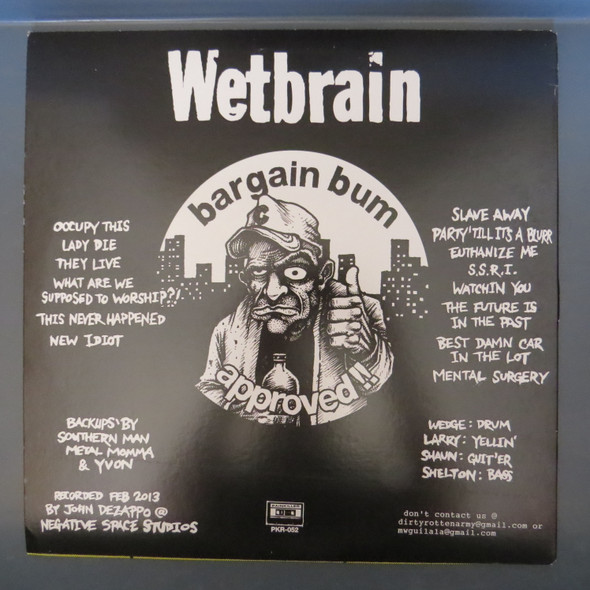 Wetbrain
bargain bum
C
approved!!
OCCUPY THIS
LADY DIE
THEY LIVE
WHAT ARE WE
SUPPOSED TO WORSHIP?!
THIS NEVER HAPPENED
NEW IDIOT
SLAVE AWAY
PARTY 'TILL ITS A BLURR
EUTHANIZE ME
S.S.R.I.
WATCHIN YOU
THE FUTURE IS
IN THE PAST
BEST DAMN CAR
IN THE LOT
MENTAL SURGERY
BACKUPS BY
SOUTHERN MAN
METAL MOMMA
& YVON
RECORDED FEB 2013
BY JOHN DEZAPPO @
NEGATIVE SPACE STUDIOS
WEDGE: DRUM
LARRY: YELLIN'
SHAUN: GUIT'ER
SHELTON: BASS
PKR-052
don't contact us @
dirtyrottenarmy@gmail.com or
mwguilala@gmail.com